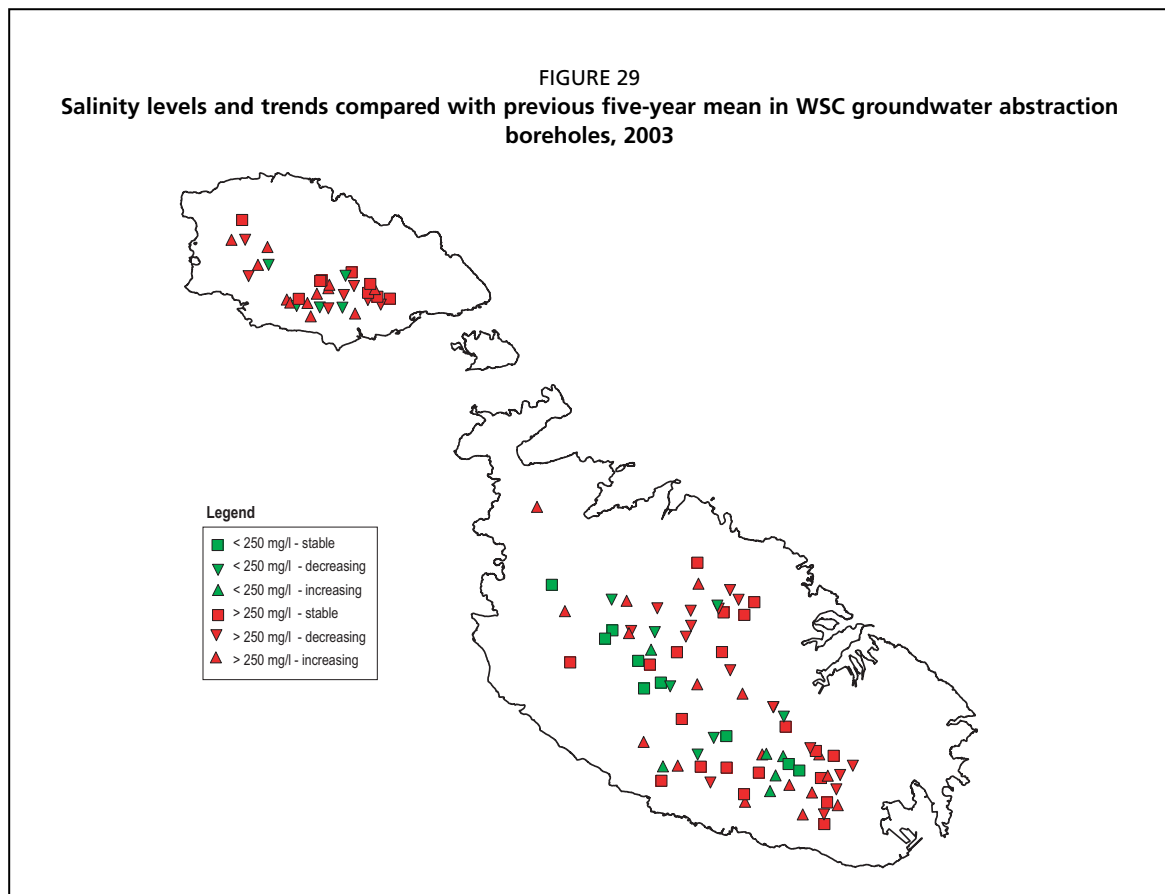 FIGURE 29
Salinity levels and trends compared with previous five-year mean in WSC groundwater abstraction
boreholes, 2003
Legend
< 250 mg/l - stable
< 250 mg/l - decreasing
< 250 mg/l - increasing
> 250 mg/l - stable
> 250 mg/l - decreasing
> 250 mg/l - increasing